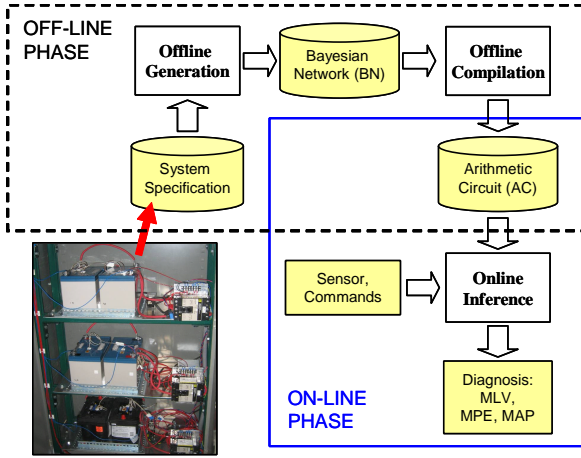 OFF-LINE
PHASE
Offline
Generation
Bayesian
Network (BN)
Offline
Compilation
System
Specification
Arithmetic
Circuit (AC)
Sensor,
Commands
Online
Inference
ON-LINE
PHASE
Diagnosis:
MLV,
MPE, MAP